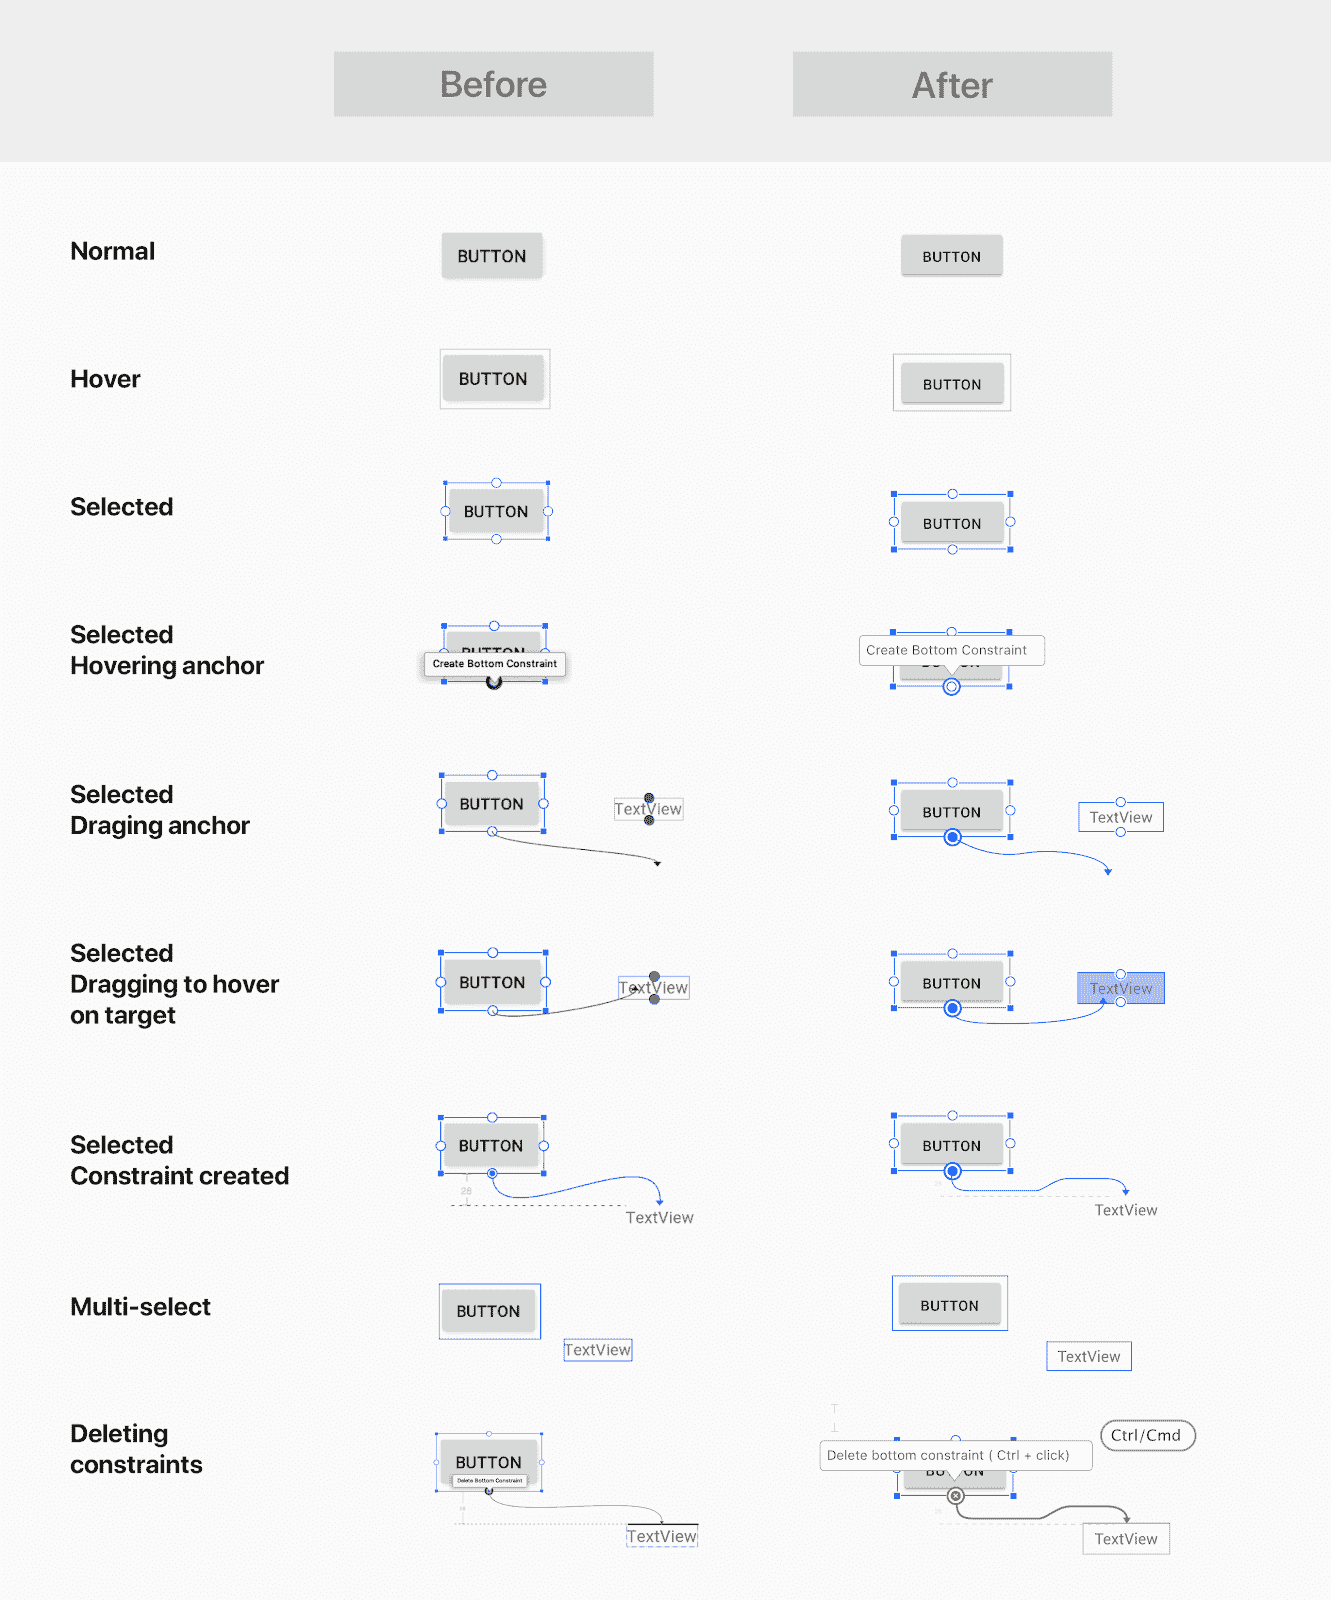 Before
After
Normal
BUTTON
BUTTON
Hover
BUTTON
BUTTON
Selected
BUTTON
BUTTON
Selected
Hovering anchor
BUTTON
Create Bottom Constraint
Create Bottom Constraint
Selected
Draging anchor
BUTTON
TextView
BUTTON
TextView
Selected
Dragging to hover
on target
BUTTON
TextView
BUTTON
TextView
Selected
Constraint created
BUTTON
28
TextView
BUTTON
TextView
Multi-select
BUTTON
TextView
BUTTON
TextView
Deleting
constraints
BUTTON
Delete Bottom Constraint
TextView
Ctrl/Cmd
Delete bottom constraint ( Ctrl + click)
TextView